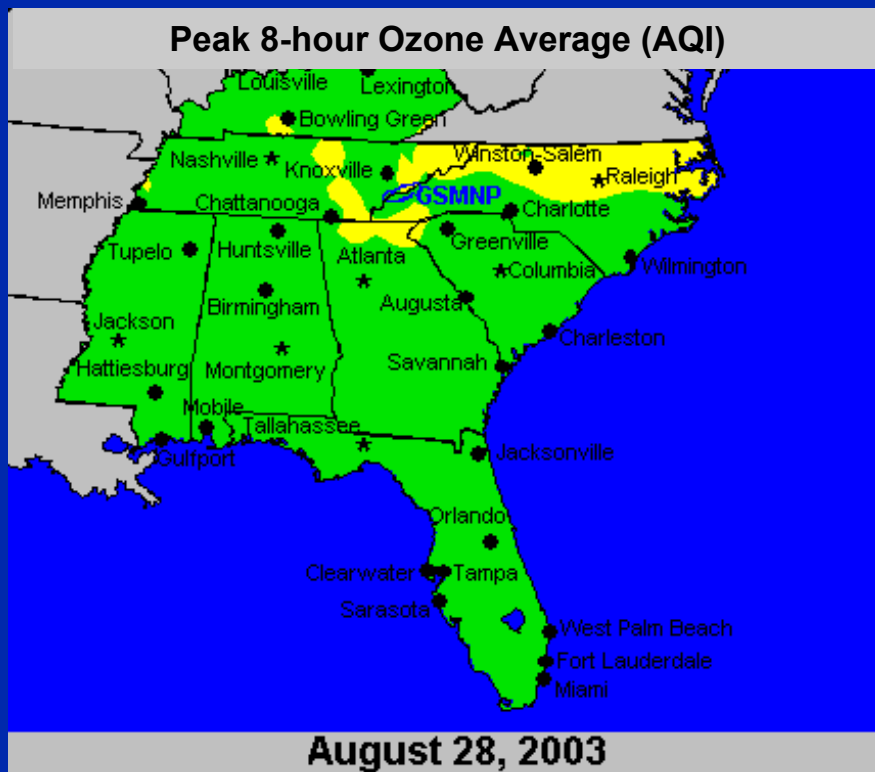 Peak 8-hour Ozone Average (AQI)
Louisville
Lexington
Bowling Green
Nashville
Knoxville
Winston-Salem
Raleigh
Memphis
Chattanooga
GSMNP
Charlotte
Tupelo
Huntsville
Atlanta
Greenville
Columbia
Wilmington
Birmingham
Augusta
Jackson
Charleston
Hattiesburg
Montgomery
Savannah
Mobile
Tallahassee
Gulfport
Jacksonville
Orlando
Clearwater
Tampa
Sarasota
West Palm Beach
Fort Lauderdale
Miami
August 28, 2003